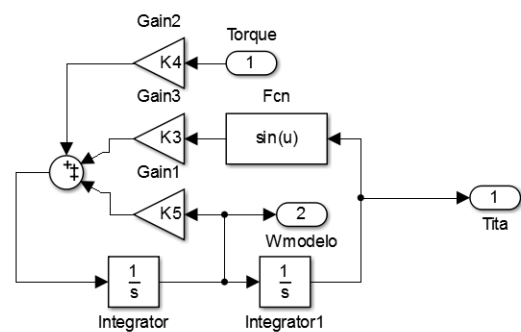 Gain2
Torque
K4
1
Gain3
Fcn
K3
sin(u)
+
+
+
Gain1
K5
2
1
Wmodelo
Tita
1
s
1
s
Integrator
Integrator1